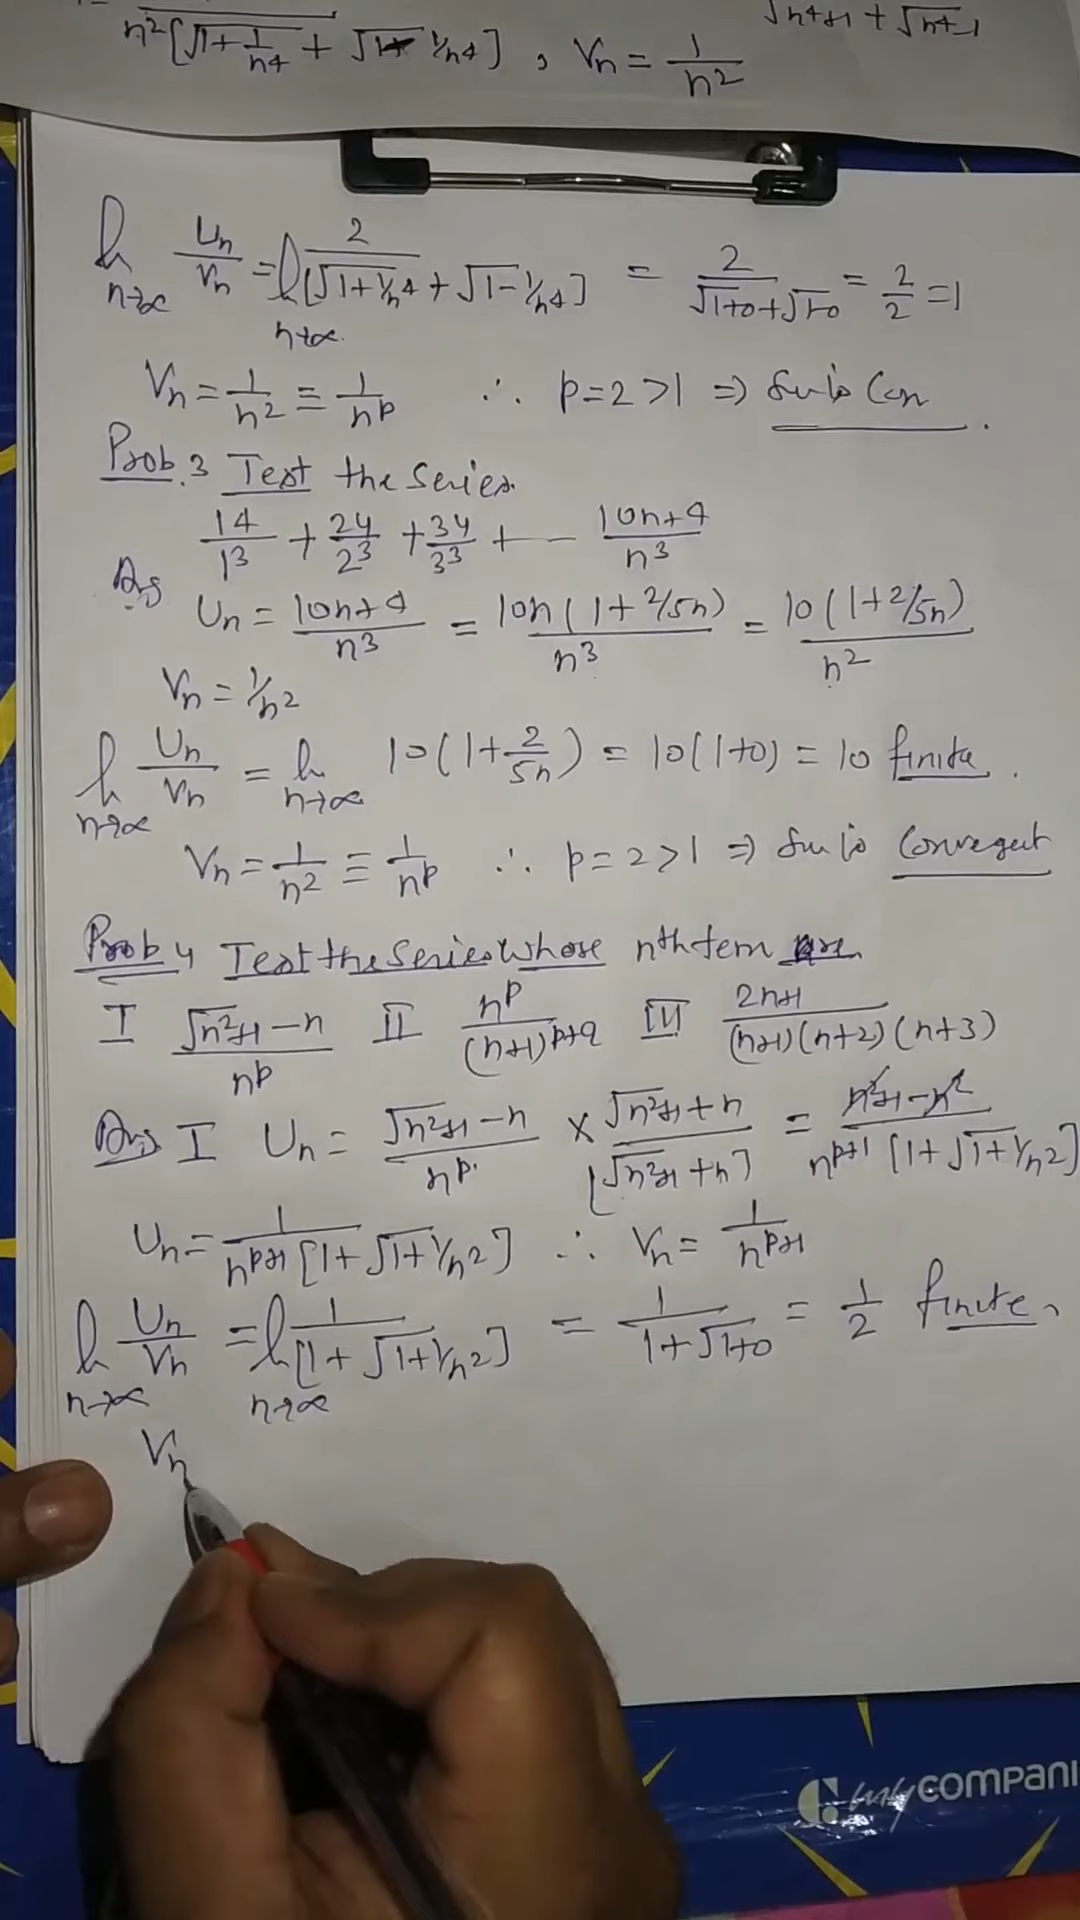 √n⁴+1 + √n⁴-1
n²[√1+1/n⁴ + √1-1/n⁴] , Vn = 1/n²
lt n→∞ Un/Vn = lt n→∞ 2/[√1+1/n⁴ + √1-1/n⁴] = 2/√1+0+√1-0 = 2/2 = 1
Vn = 1/n² ≡ 1/n^p ∴ p=2>1 ⇒ Su is Con.
Prob.3 Test the Series
14/1³ + 24/2³ + 34/3³ + -- 10n+4/n³
Ans
Un = 10n+4/n³ = 10n(1+2/5n)/n³ = 10(1+2/5n)/n²
Vn = 1/n²
lt n→∞ Un/Vn = lt n→∞ 10(1+2/5n) = 10(1+0) = 10 finite.
Vn = 1/n² ≡ 1/n^p ∴ p=2>1 ⇒ Su is Convegent
Prob 4 Test the Series whose nth term are
I √n²+1-n/n^p II n^p/(n+1)^p+q III 2n+1/(n+1)(n+2)(n+3)
Ans I Un = √n²+1-n/n^p × √n²+1+n/[√n²+1+n] = n²+1-n²/n^p+1[1+√1+1/n²]
Un = 1/n^p+1[1+√1+1/n²] ∴ Vn = 1/n^p+1
lt n→∞ Un/Vn = lt n→∞ 1/[1+√1+1/n²] = 1/1+√1+0 = 1/2 finite,
Vn
COMPANI